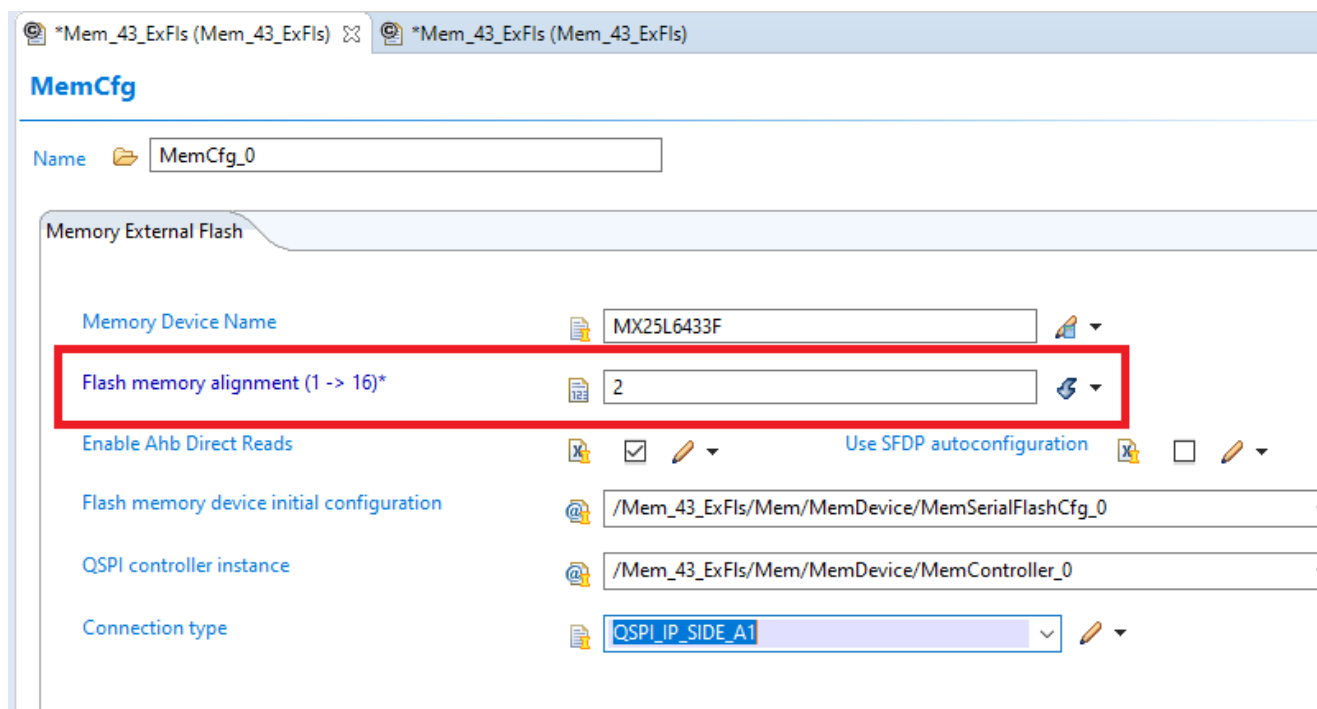 *Mem_43_ExFls (Mem_43_ExFls) *Mem_43_ExFls (Mem_43_ExFls)
MemCfg
Name MemCfg_0
Memory External Flash
Memory Device Name MX25L6433F
Flash memory alignment (1 -> 16)* 2
Enable Ahb Direct Reads Use SFDP autoconfiguration
Flash memory device initial configuration /Mem_43_ExFls/Mem/MemDevice/MemSerialFlashCfg_0
QSPI controller instance /Mem_43_ExFls/Mem/MemDevice/MemController_0
Connection type QSPI_IP_SIDE_A1